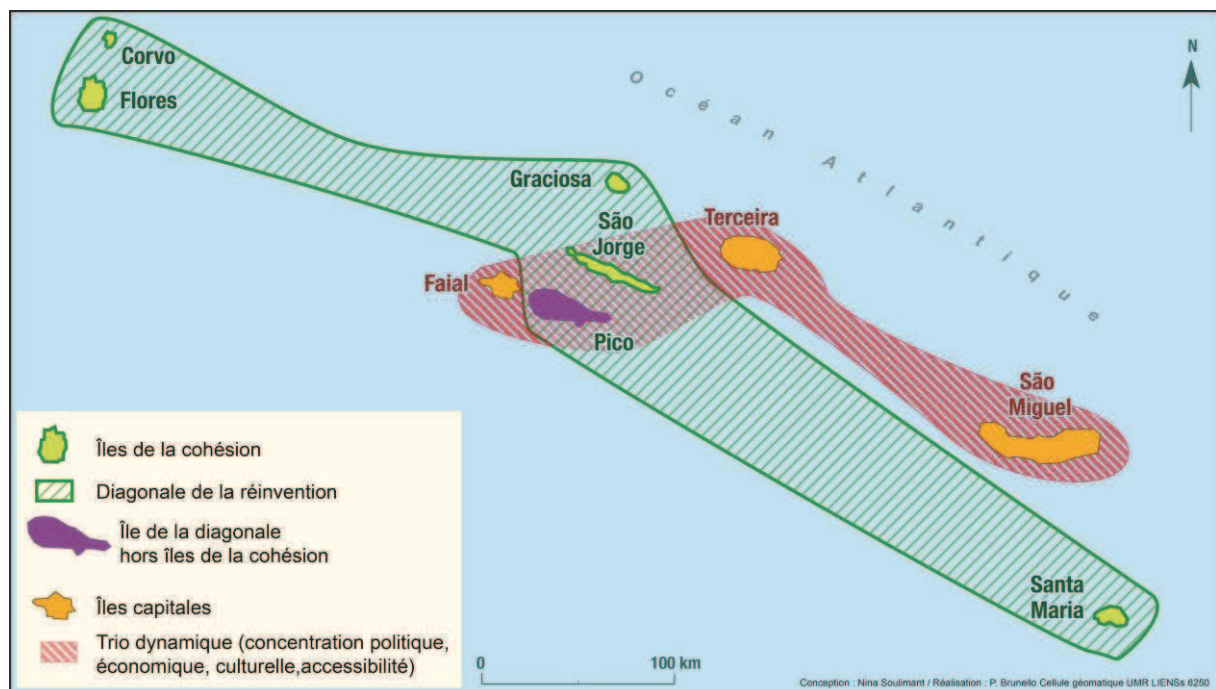 Corvo
Flores
Océan Atlantique
N
Graciosa
São
Jorge
Terceira
Faial
Pico
São
Miguel
Santa
Maria
Îles de la cohésion
Diagonale de la réinvention
Île de la diagonale
hors îles de la cohésion
Îles capitales
Trio dynamique (concentration politique,
économique, culturelle,accessibilité)
0 100 km
Conception : Nina Soulimant / Réalisation : P. Brunello Cellule géomatique UMR LIENSs 6250